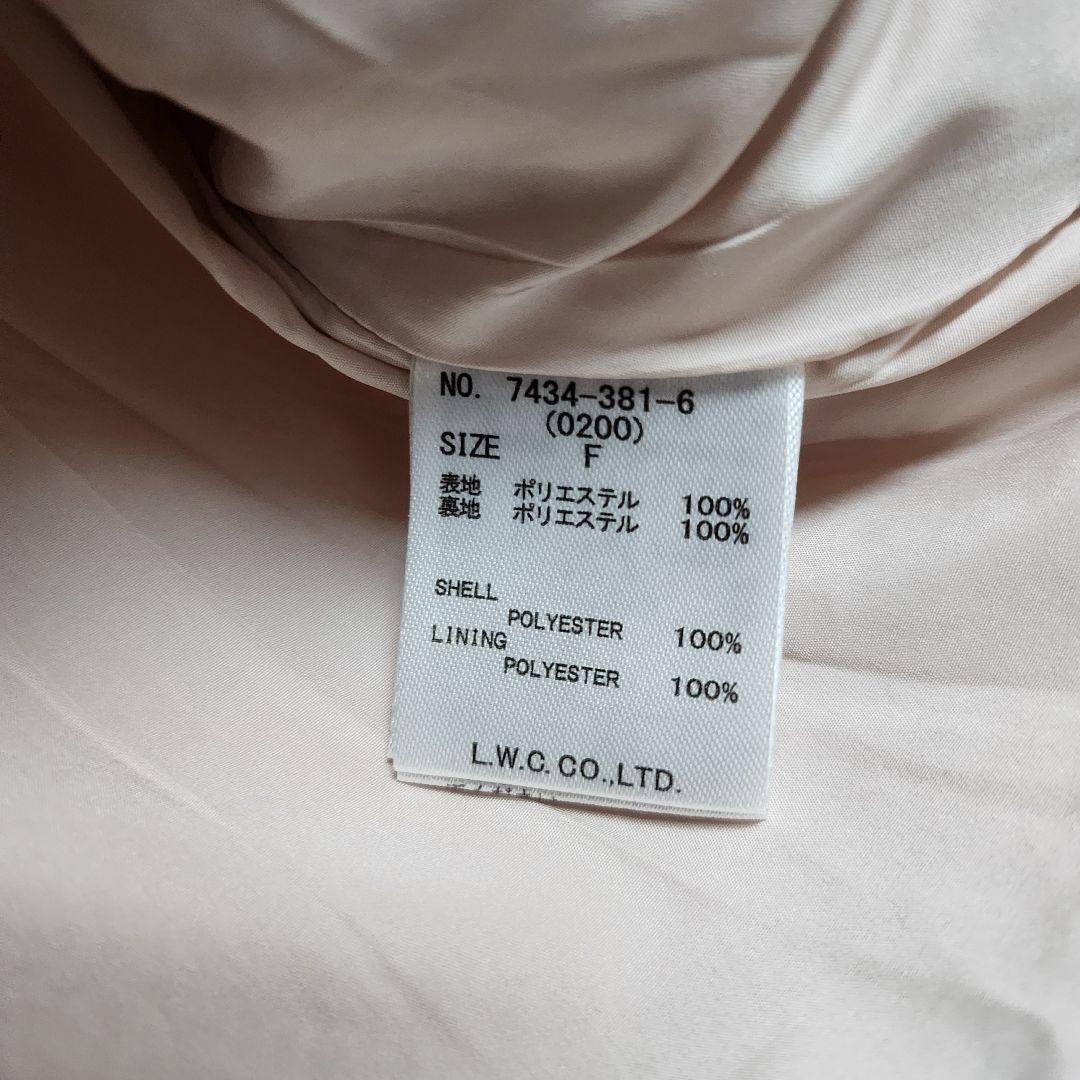 NO. 7434-381-6
(0200)
SIZE F
表地 ポリエステル 100%
裏地 ポリエステル 100%
SHELL
POLYESTER 100%
LINING
POLYESTER 100%
L.W.C. CO.,LTD.